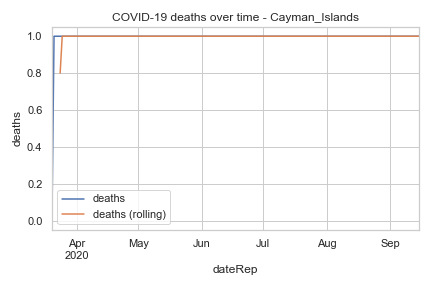 COVID-19 deaths over time - Cayman_Islands
deaths
1.0
0.8
0.6
0.4
0.2
0.0
deaths
deaths (rolling)
Apr
2020
May
Jun
Jul
Aug
Sep
dateRep